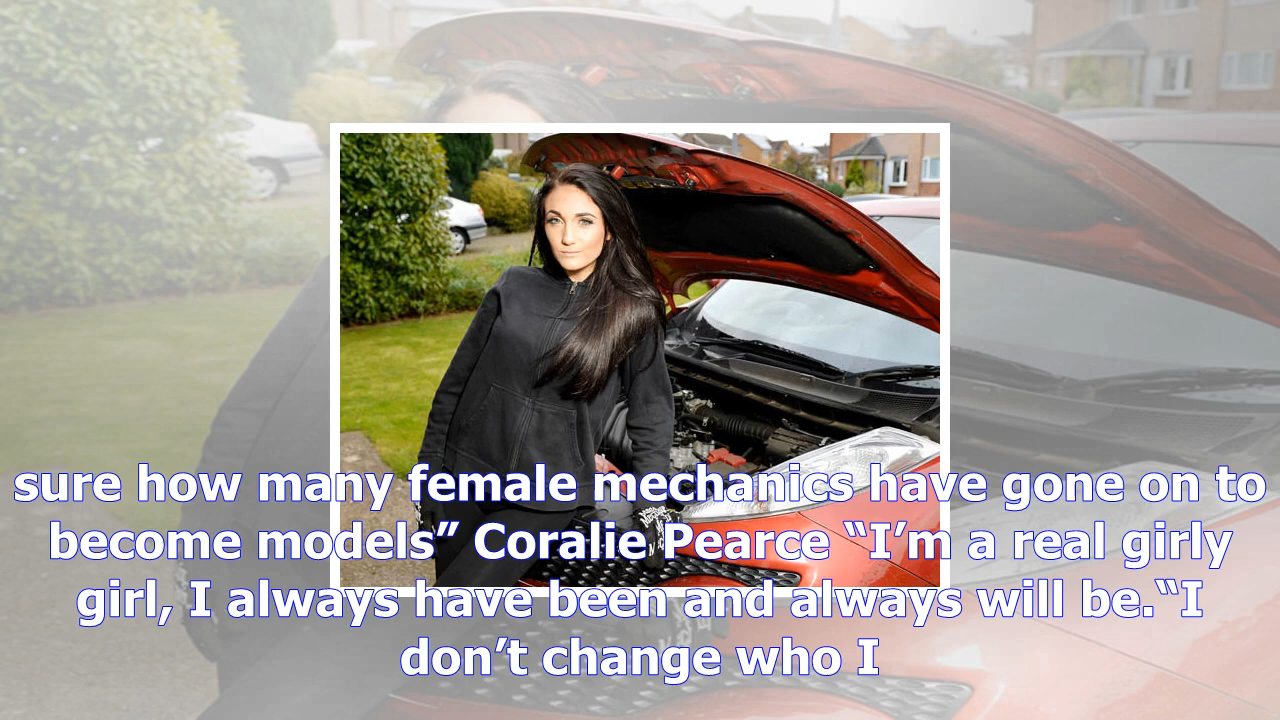 sure how many female mechanics have gone on to
become models” Coralie Pearce “I’m a real girly
girl, I always have been and always will be.“I
don’t change who I